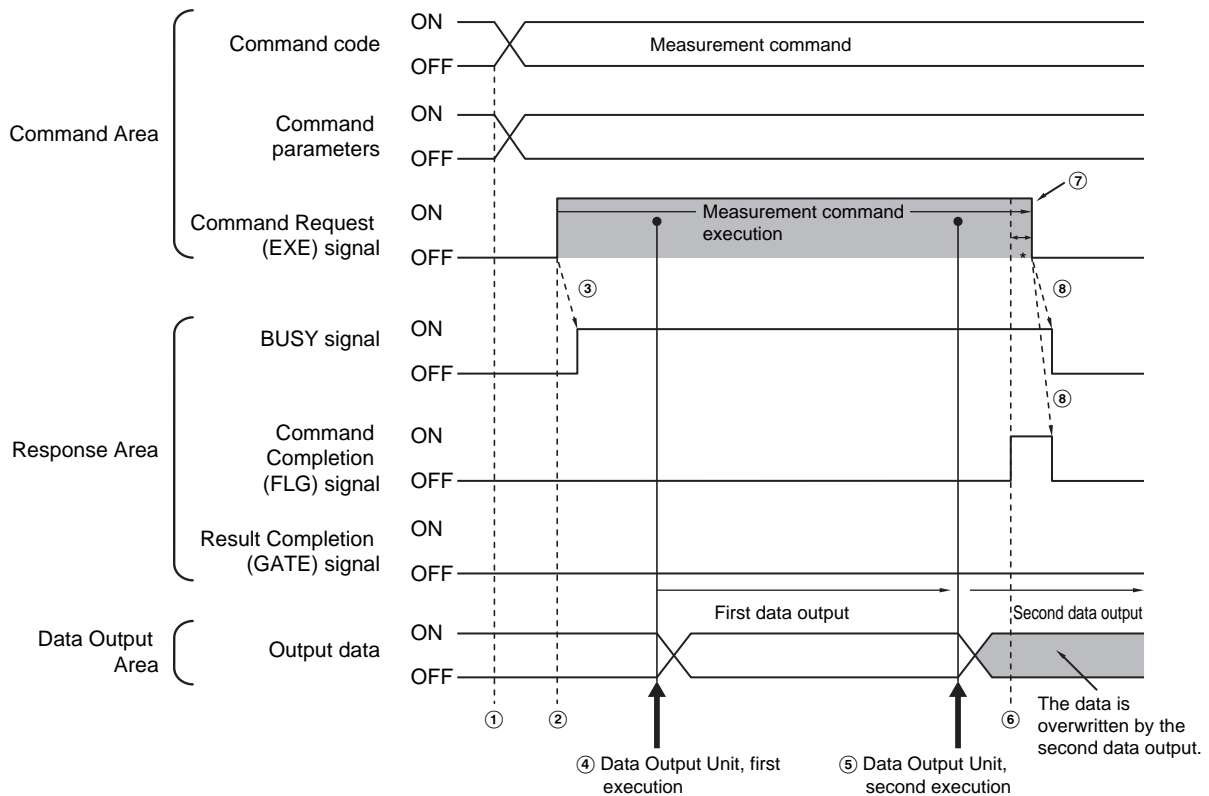 Command Area
Command code
ON
OFF
Measurement command
Command
parameters
ON
OFF
Command Request
(EXE) signal
ON
OFF
Measurement command
execution
*
⑦
③
⑧
Response Area
BUSY signal
ON
OFF
⑧
Command
Completion
(FLG) signal
ON
OFF
Result Completion
(GATE) signal
ON
OFF
First data output
Second data output
Data Output
Area
Output data
ON
OFF
①
②
⑥
The data is
overwritten by the
second data output.
④ Data Output Unit, first
execution
⑤ Data Output Unit,
second execution